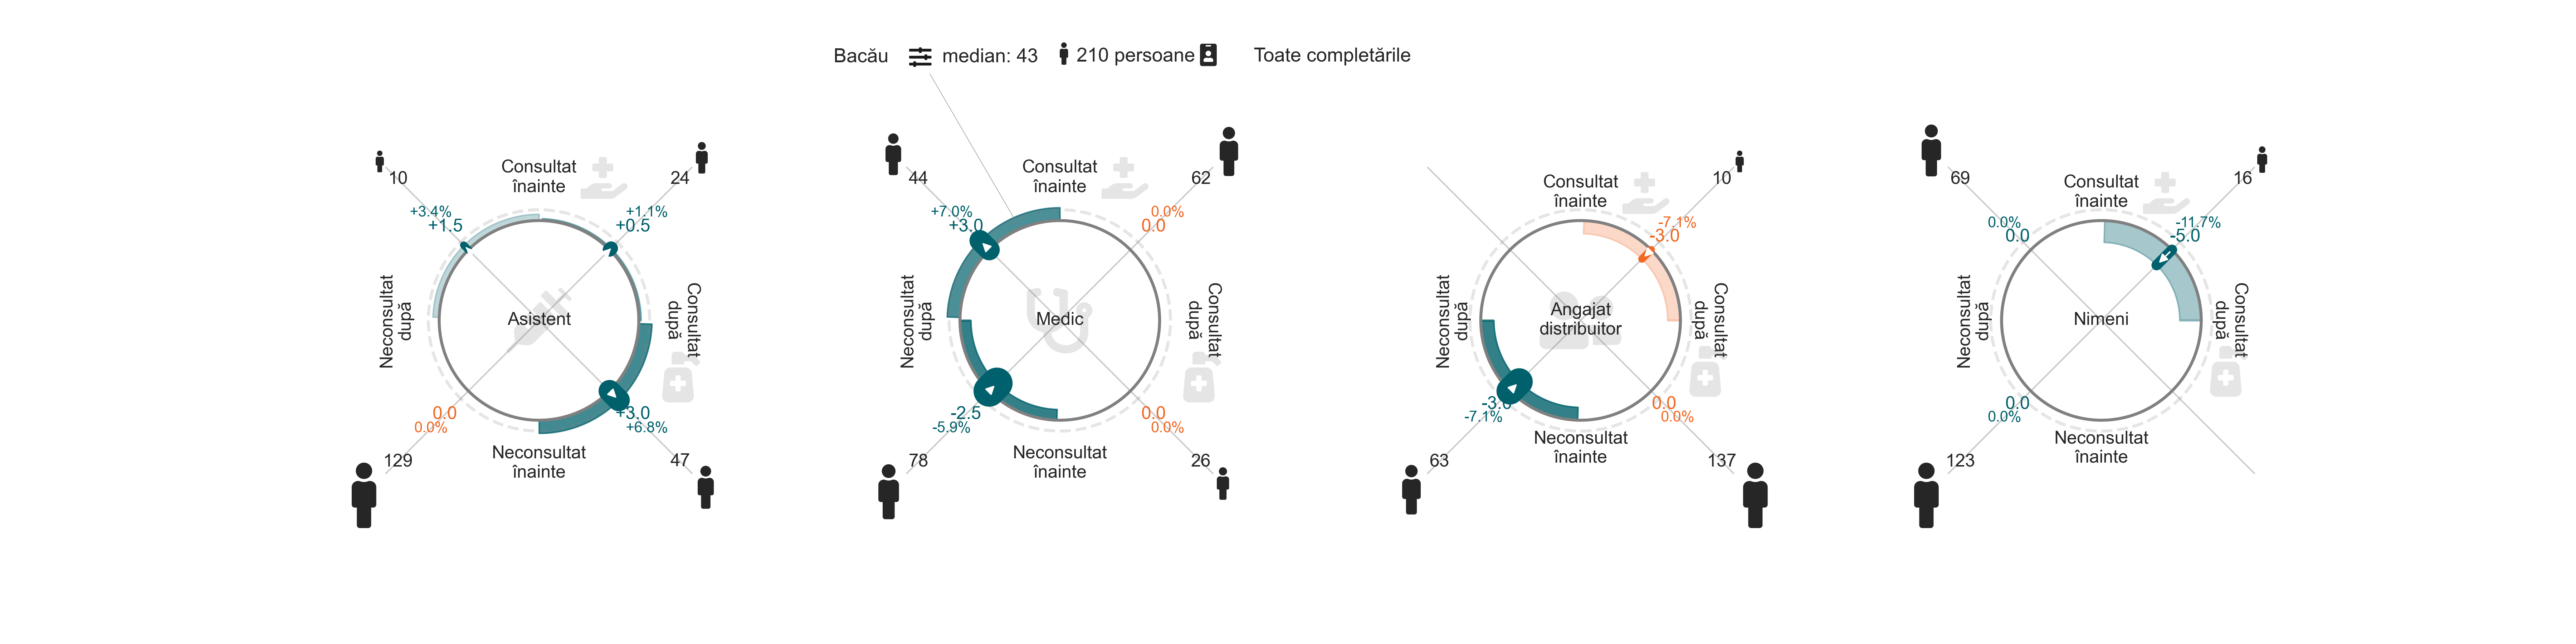 Bacău median: 43 210 persoane Toate completările
10
24
Consultat
înainte
+3.4%
+1.5
+1.1%
+0.5
Neconsultat
după
Asistent
Consultat
după
0.0
0.0%
+3.0
+6.8%
129
Neconsultat
înainte
47
44
62
Consultat
înainte
+7.0%
+3.0
0.0%
0.0
Neconsultat
după
Medic
Consultat
după
-2.5
-5.9%
0.0
0.0%
78
Neconsultat
înainte
26
10
Consultat
înainte
-7.1%
-3.0
Neconsultat
după
Angajat
distribuitor
Consultat
după
-3.0
-7.1%
0.0
0.0%
63
Neconsultat
înainte
137
69
16
Consultat
înainte
0.0%
0.0
-11.7%
-5.0
Neconsultat
după
Nimeni
Consultat
după
0.0
0.0%
123
Neconsultat
înainte